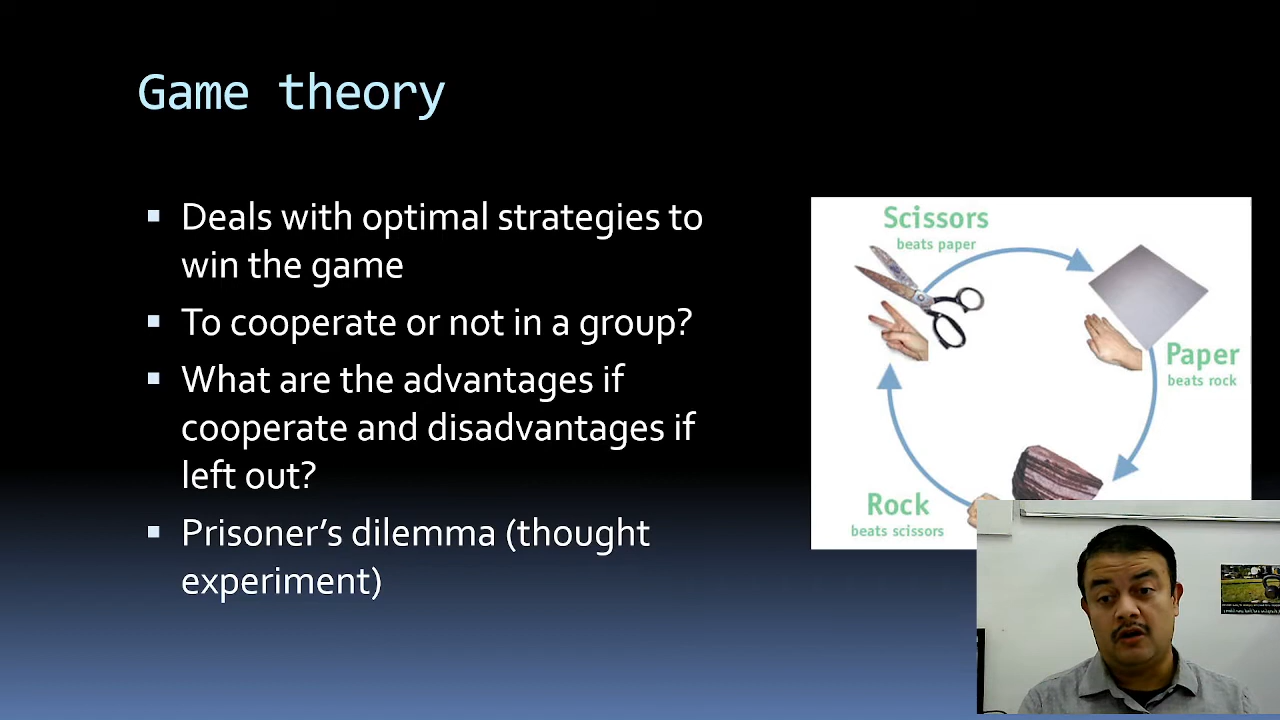 Game theory
Deals with optimal strategies to
win the game
To cooperate or not in a group?
What are the advantages if
cooperate and disadvantages if
left out?
Prisoner’s dilemma (thought
experiment)
Scissors
beats paper
Paper
beats rock
Rock
beats scissors